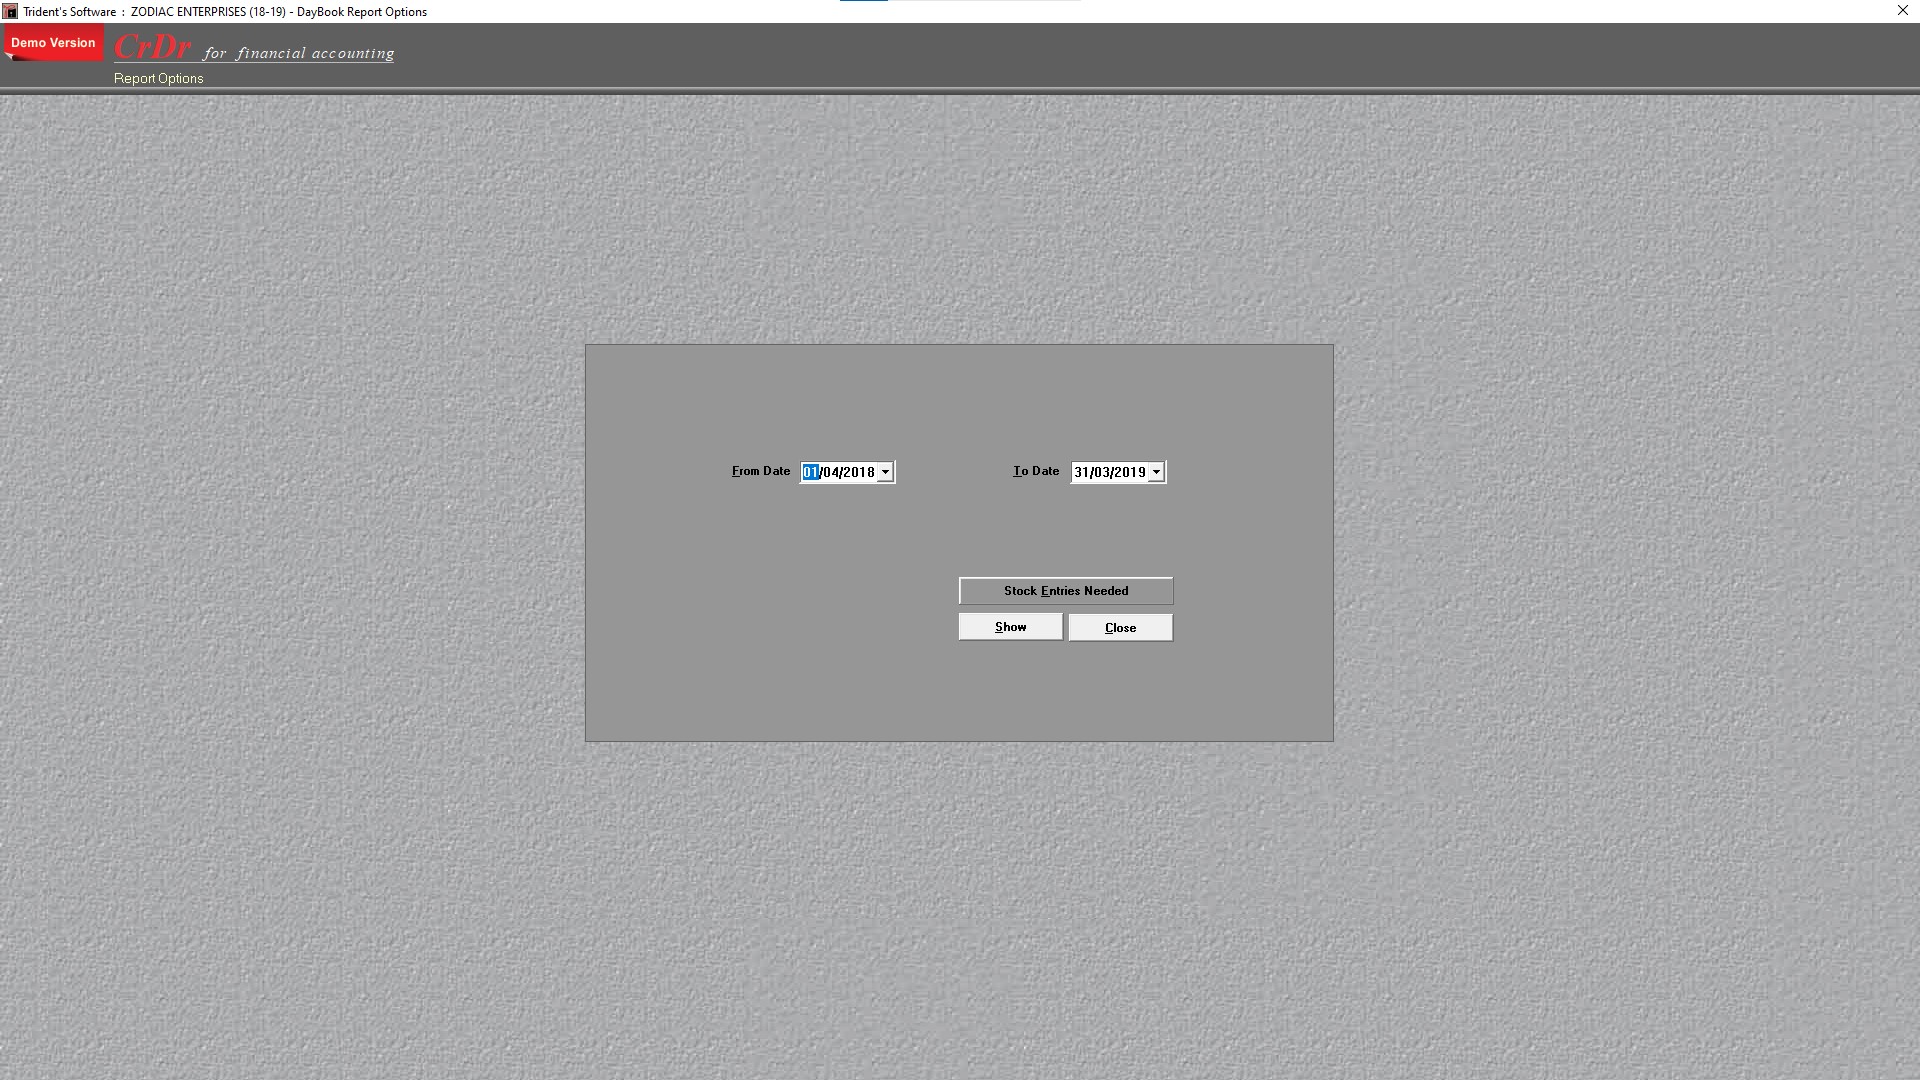 Trident's Software : ZODIAC ENTERPRISES (18-19) - DayBook Report Options
Demo Version
CrDr for financial accounting
Report Options
From Date 01/04/2018 To Date 31/03/2019
Stock Entries Needed
Show Close